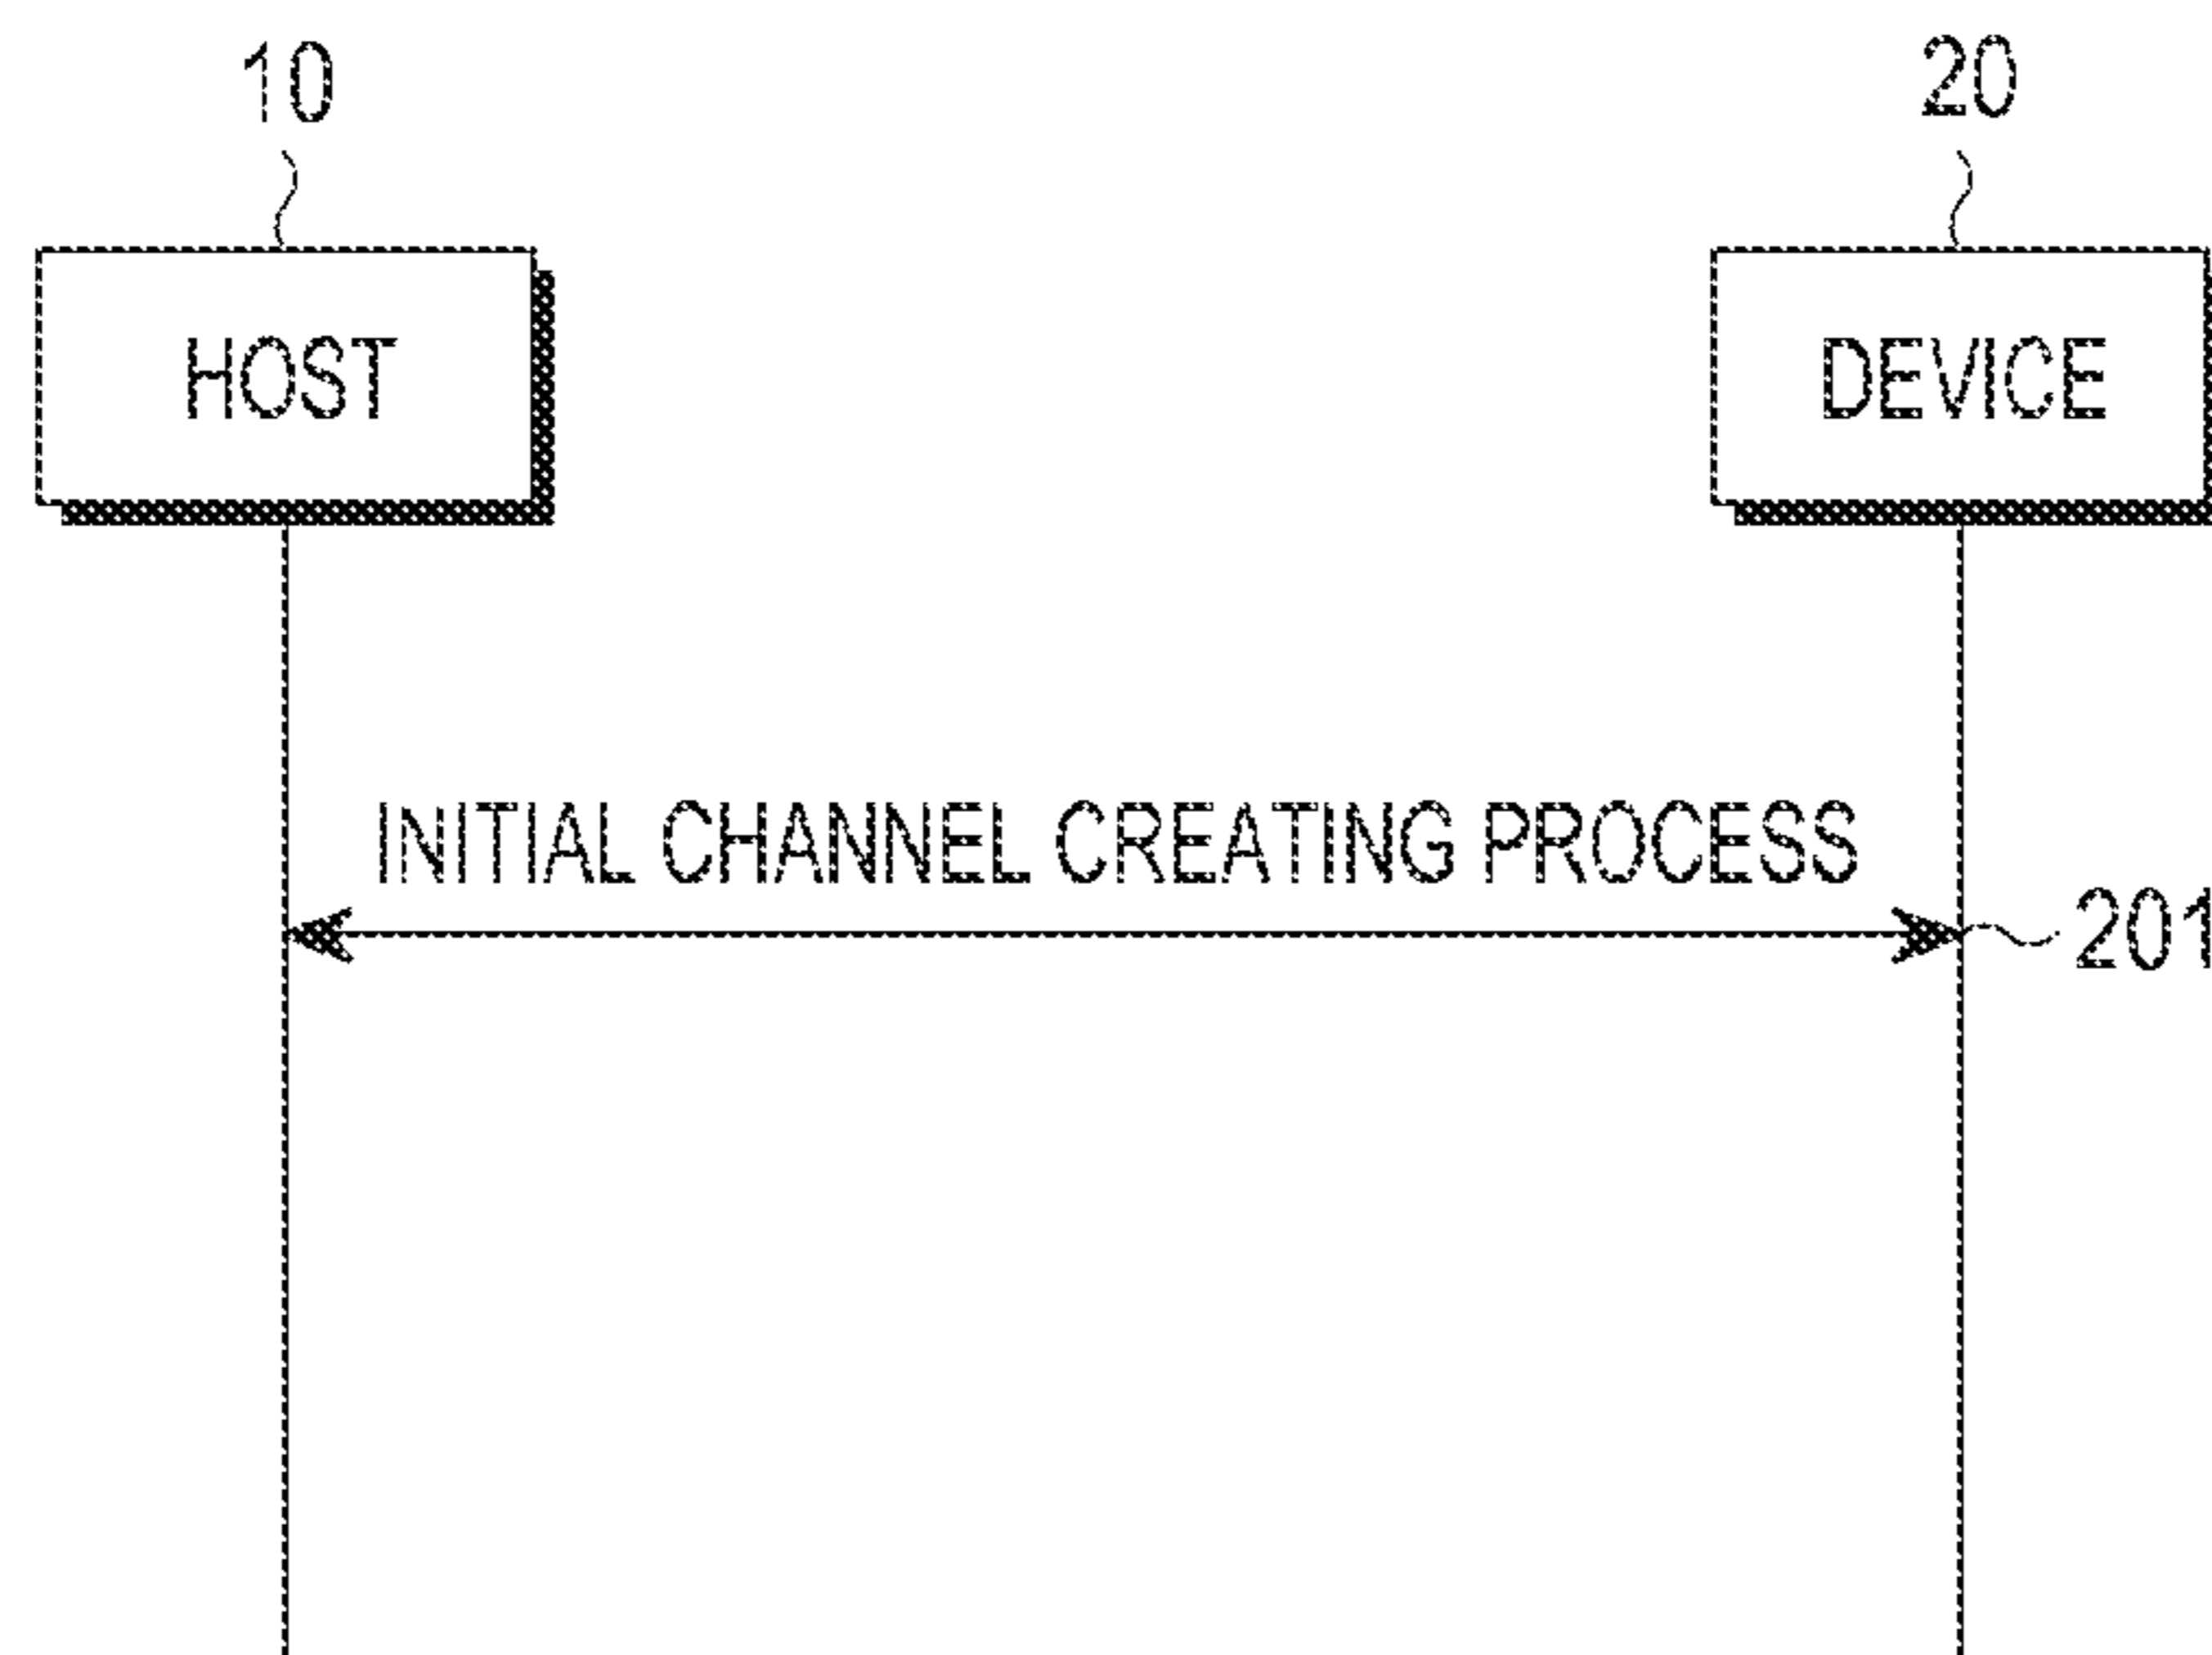 10
20
HOST
DEVICE
INITIAL CHANNEL CREATING PROCESS
201